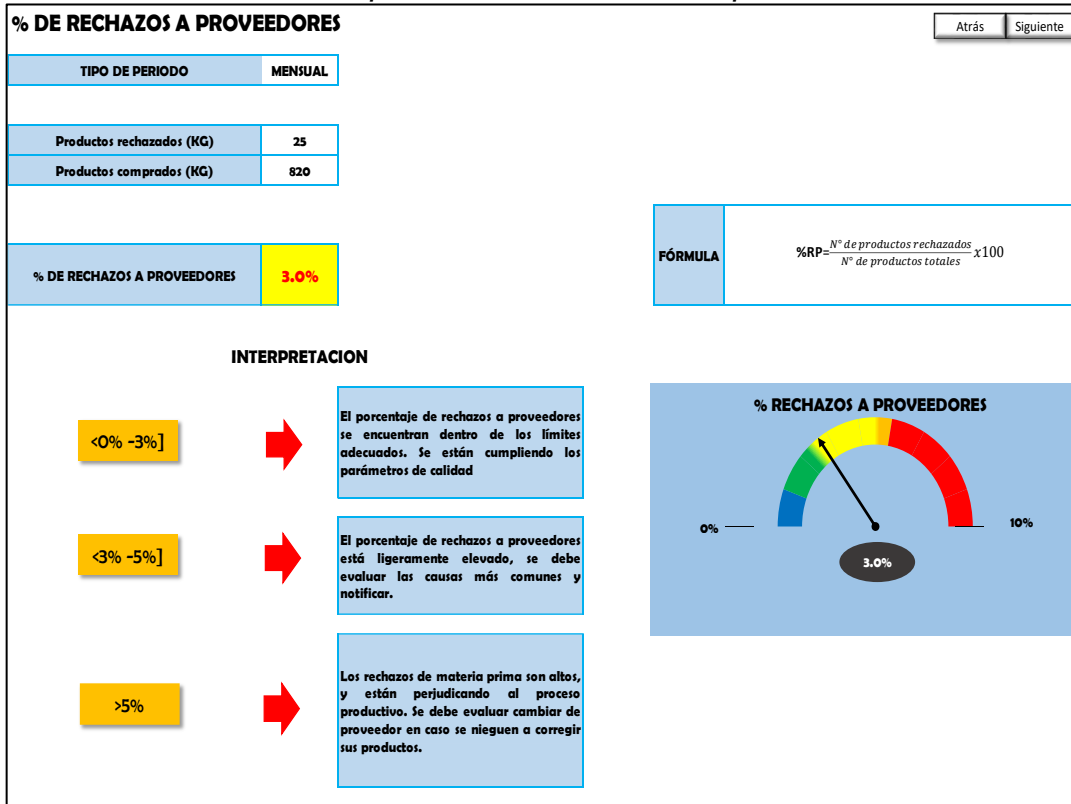 % DE RECHAZOS A PROVEEDORES
Atrás
Siguiente
TIPO DE PERIODO MENSUAL
Productos rechazados (KG) 25
Productos comprados (KG) 820
% DE RECHAZOS A PROVEEDORES 3.0%
FÓRMULA
%RP=N° de productos rechazados/N° de productos totales x100
INTERPRETACION
<0% -3%]
El porcentaje de rechazos a proveedores
se encuentran dentro de los límites
adecuados. Se están cumpliendo los
parámetros de calidad
<3% -5%]
El porcentaje de rechazos a proveedores
está ligeramente elevado, se debe
evaluar las causas más comunes y
notificar.
>5%
Los rechazos de materia prima son altos,
y están perjudicando al proceso
productivo. Se debe evaluar cambiar de
proveedor en caso se nieguen a corregir
sus productos.
% RECHAZOS A PROVEEDORES
0%
10%
3.0%